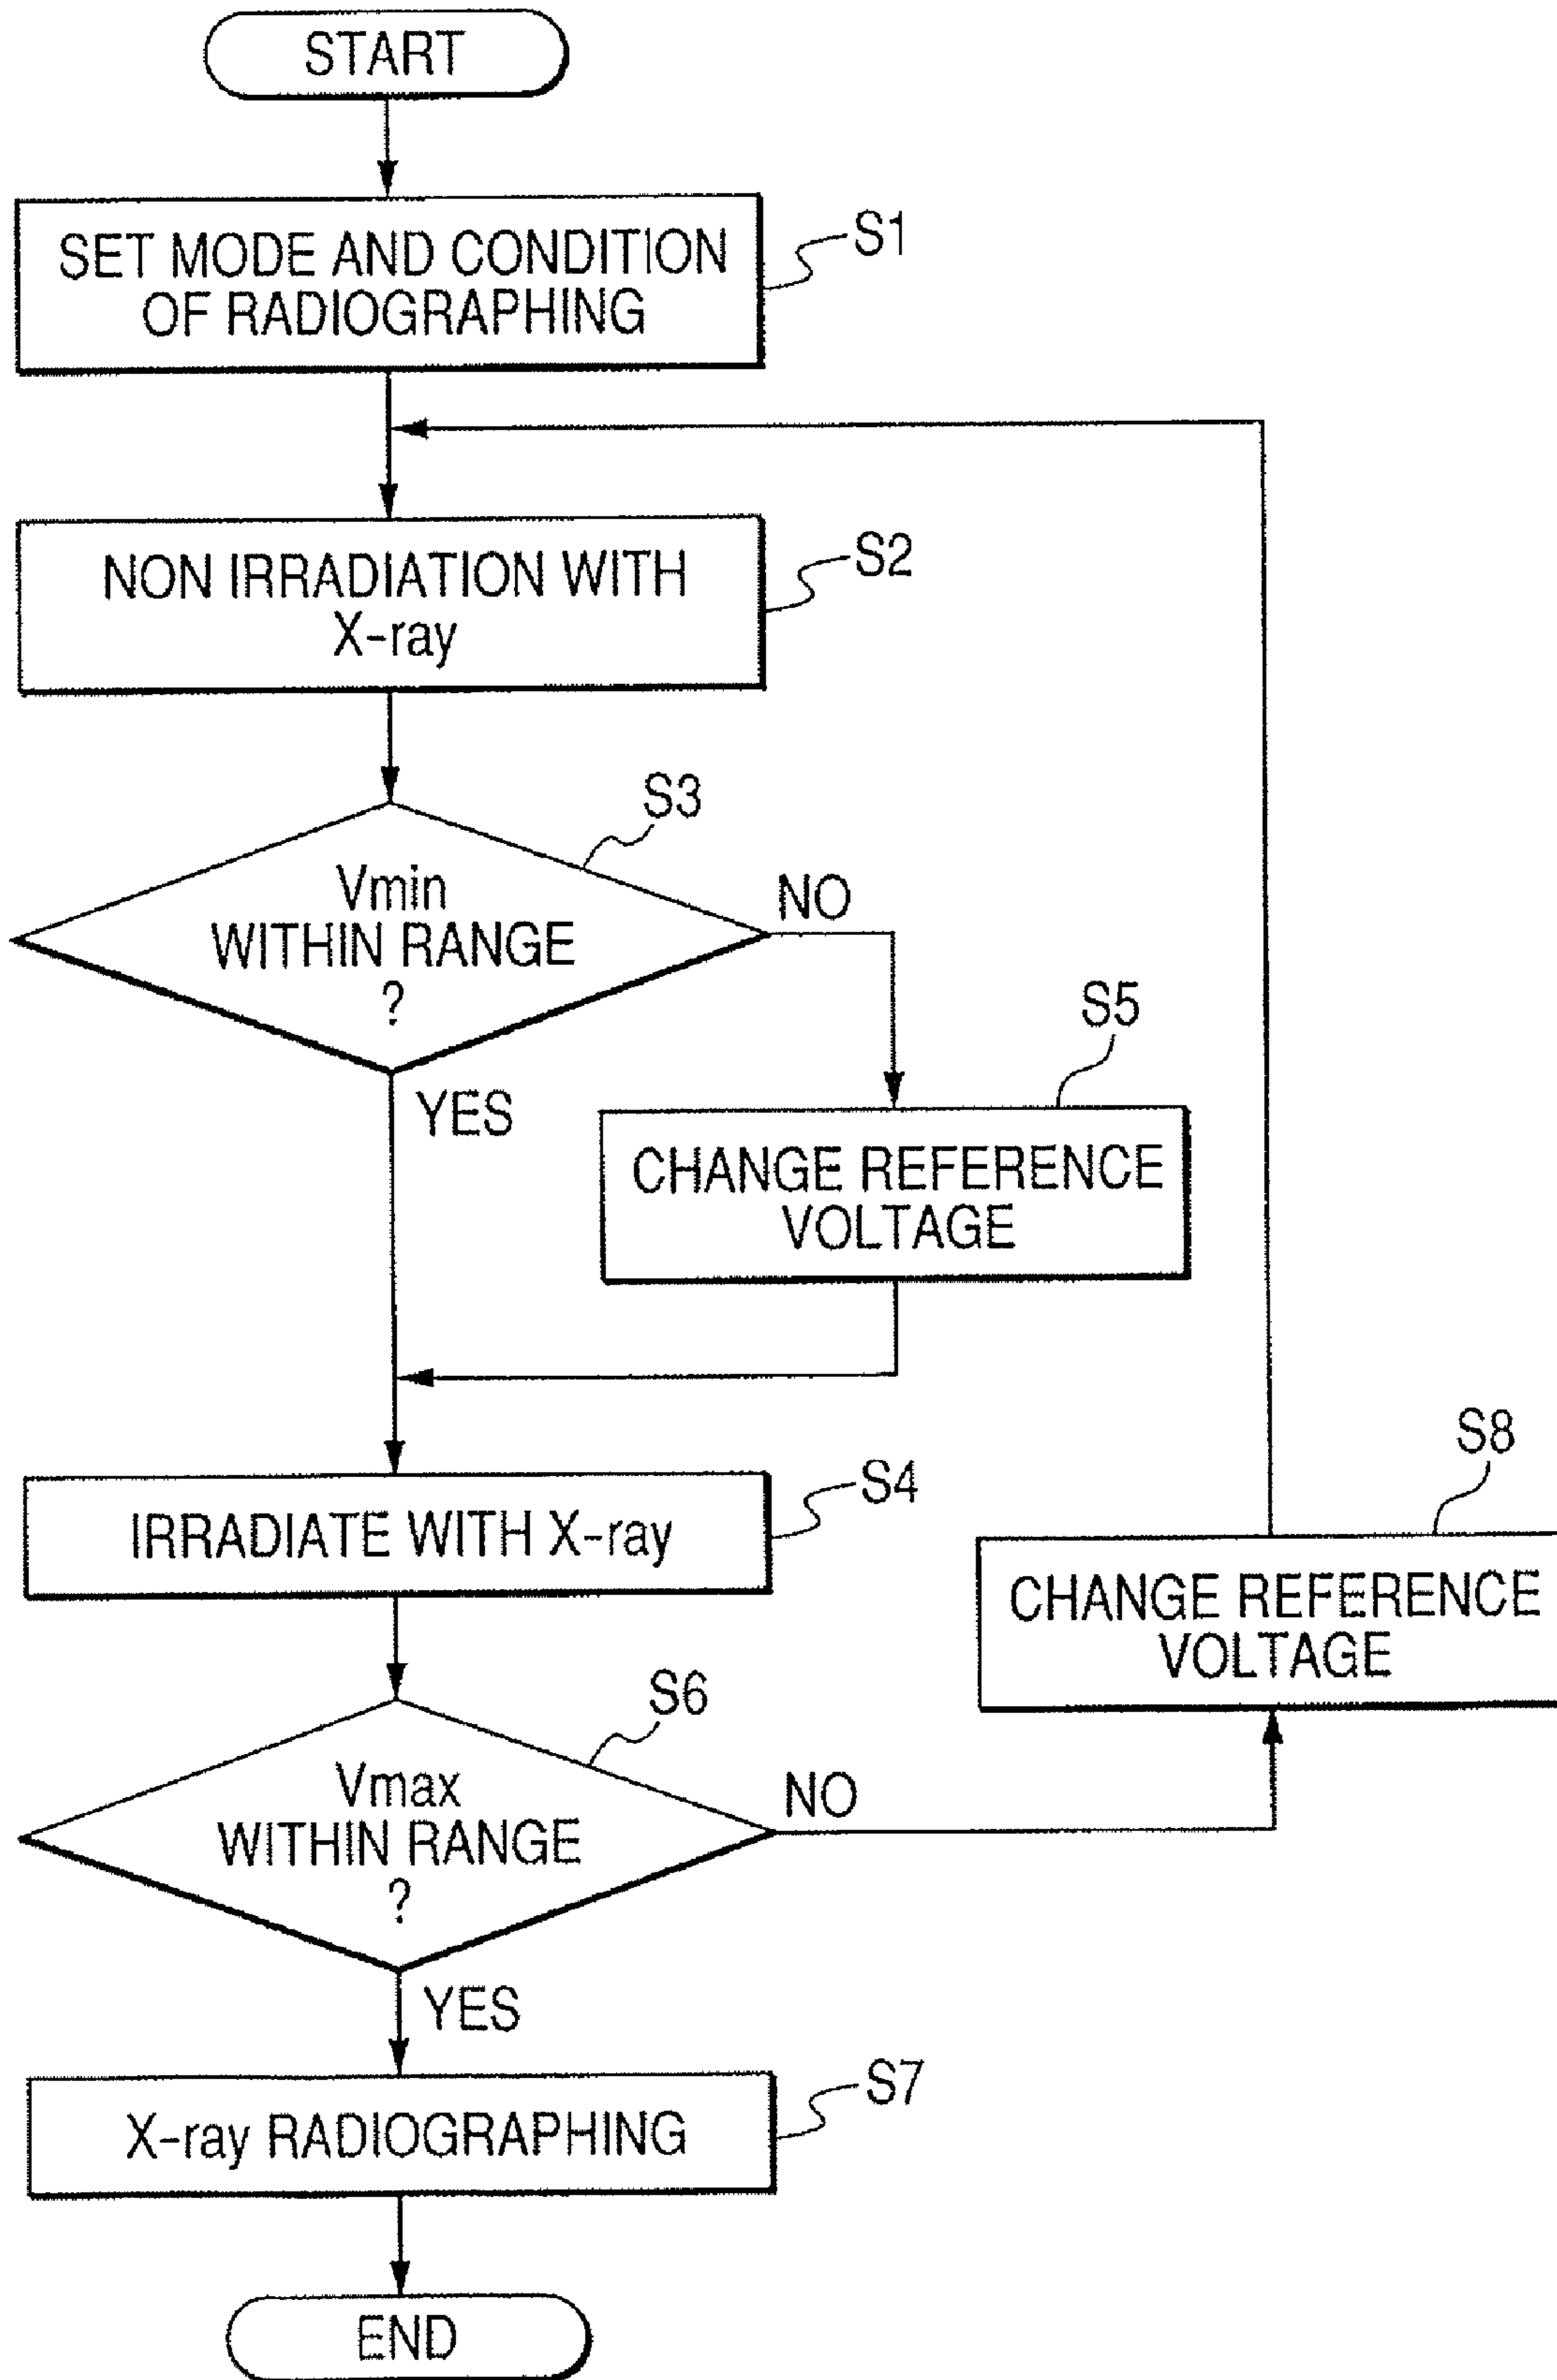 START
SET MODE AND CONDITION
OF RADIOGRAPHING
S1
NON IRRADIATION WITH
X-ray
S2
Vmin
WITHIN RANGE
?
S3
NO
YES
CHANGE REFERENCE
VOLTAGE
S5
IRRADIATE WITH X-ray
S4
Vmax
WITHIN RANGE
?
S6
NO
CHANGE REFERENCE
VOLTAGE
S8
YES
X-ray RADIOGRAPHING
S7
END